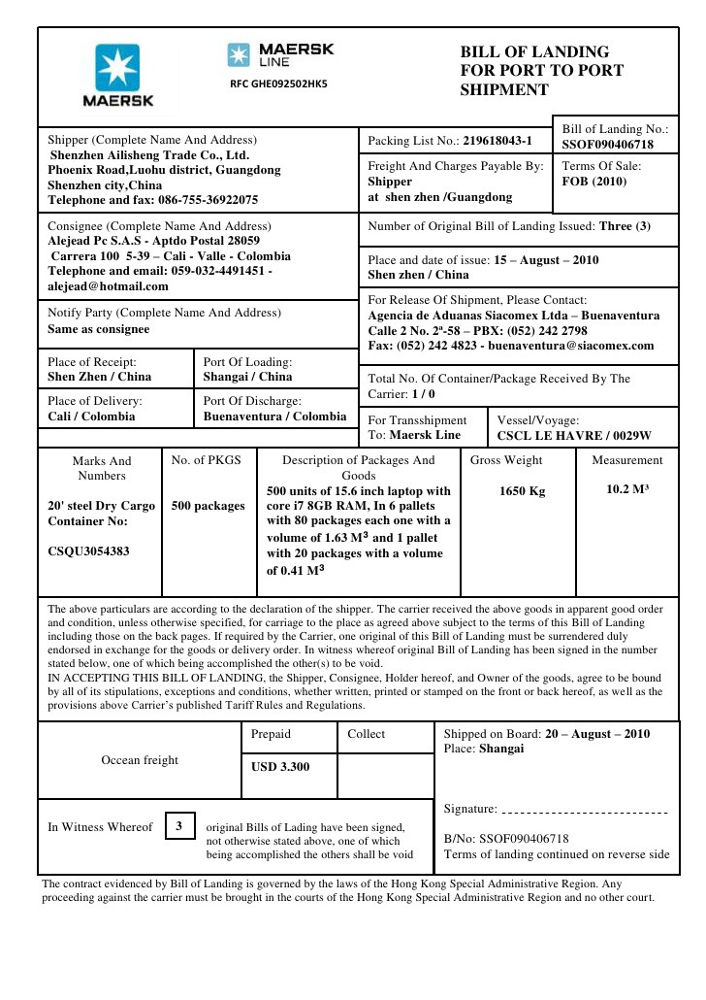 MAERSK
MAERSK
LINE
RFC GHE092502HK5
BILL OF LANDING
FOR PORT TO PORT
SHIPMENT
Shipper (Complete Name And Address)
Shenzhen Ailisheng Trade Co., Ltd.
Phoenix Road,Luohu district, Guangdong
Shenzhen city,China
Telephone and fax: 086-755-36922075
Packing List No.: 219618043-1
Bill of Landing No.:
SSOF090406718
Freight And Charges Payable By:
Shipper
at shen zhen /Guangdong
Terms Of Sale:
FOB (2010)
Consignee (Complete Name And Address)
Alejead Pc S.A.S - Aptdo Postal 28059
Carrera 100 5-39 – Cali - Valle - Colombia
Telephone and email: 059-032-4491451 -
alejead@hotmail.com
Number of Original Bill of Landing Issued: Three (3)
Place and date of issue: 15 – August – 2010
Shen zhen / China
Notify Party (Complete Name And Address)
Same as consignee
For Release Of Shipment, Please Contact:
Agencia de Aduanas Siacomex Ltda – Buenaventura
Calle 2 No. 2ª-58 – PBX: (052) 242 2798
Fax: (052) 242 4823 - buenaventura@siacomex.com
Place of Receipt:
Shen Zhen / China
Port Of Loading:
Shangai / China
Total No. Of Container/Package Received By The
Carrier: 1 / 0
Place of Delivery:
Cali / Colombia
Port Of Discharge:
Buenaventura / Colombia
For Transshipment
To: Maersk Line
Vessel/Voyage:
CSCL LE HAVRE / 0029W
Marks And
Numbers
20' steel Dry Cargo
Container No:
CSQU3054383
No. of PKGS
500 packages
Description of Packages And
Goods
500 units of 15.6 inch laptop with
core i7 8GB RAM, In 6 pallets
with 80 packages each one with a
volume of 1.63 M³ and 1 pallet
with 20 packages with a volume
of 0.41 M³
Gross Weight
1650 Kg
Measurement
10.2 M³
The above particulars are according to the declaration of the shipper. The carrier received the above goods in apparent good order
and condition, unless otherwise specified, for carriage to the place as agreed above subject to the terms of this Bill of Landing
including those on the back pages. If required by the Carrier, one original of this Bill of Landing must be surrendered duly
endorsed in exchange for the goods or delivery order. In witness whereof original Bill of Landing has been signed in the number
stated below, one of which being accomplished the other(s) to be void.
IN ACCEPTING THIS BILL OF LANDING, the Shipper, Consignee, Holder hereof, and Owner of the goods, agree to be bound
by all of its stipulations, exceptions and conditions, whether written, printed or stamped on the front or back hereof, as well as the
provisions above Carrier's published Tariff Rules and Regulations.
Occean freight
Prepaid
USD 3.300
Collect
Shipped on Board: 20 – August – 2010
Place: Shangai
In Witness Whereof
3
original Bills of Lading have been signed,
not otherwise stated above, one of which
being accomplished the others shall be void
Signature:
B/No: SSOF090406718
Terms of landing continued on reverse side
The contract evidenced by Bill of Landing is governed by the laws of the Hong Kong Special Administrative Region. Any
proceeding against the carrier must be brought in the courts of the Hong Kong Special Administrative Region and no other court.